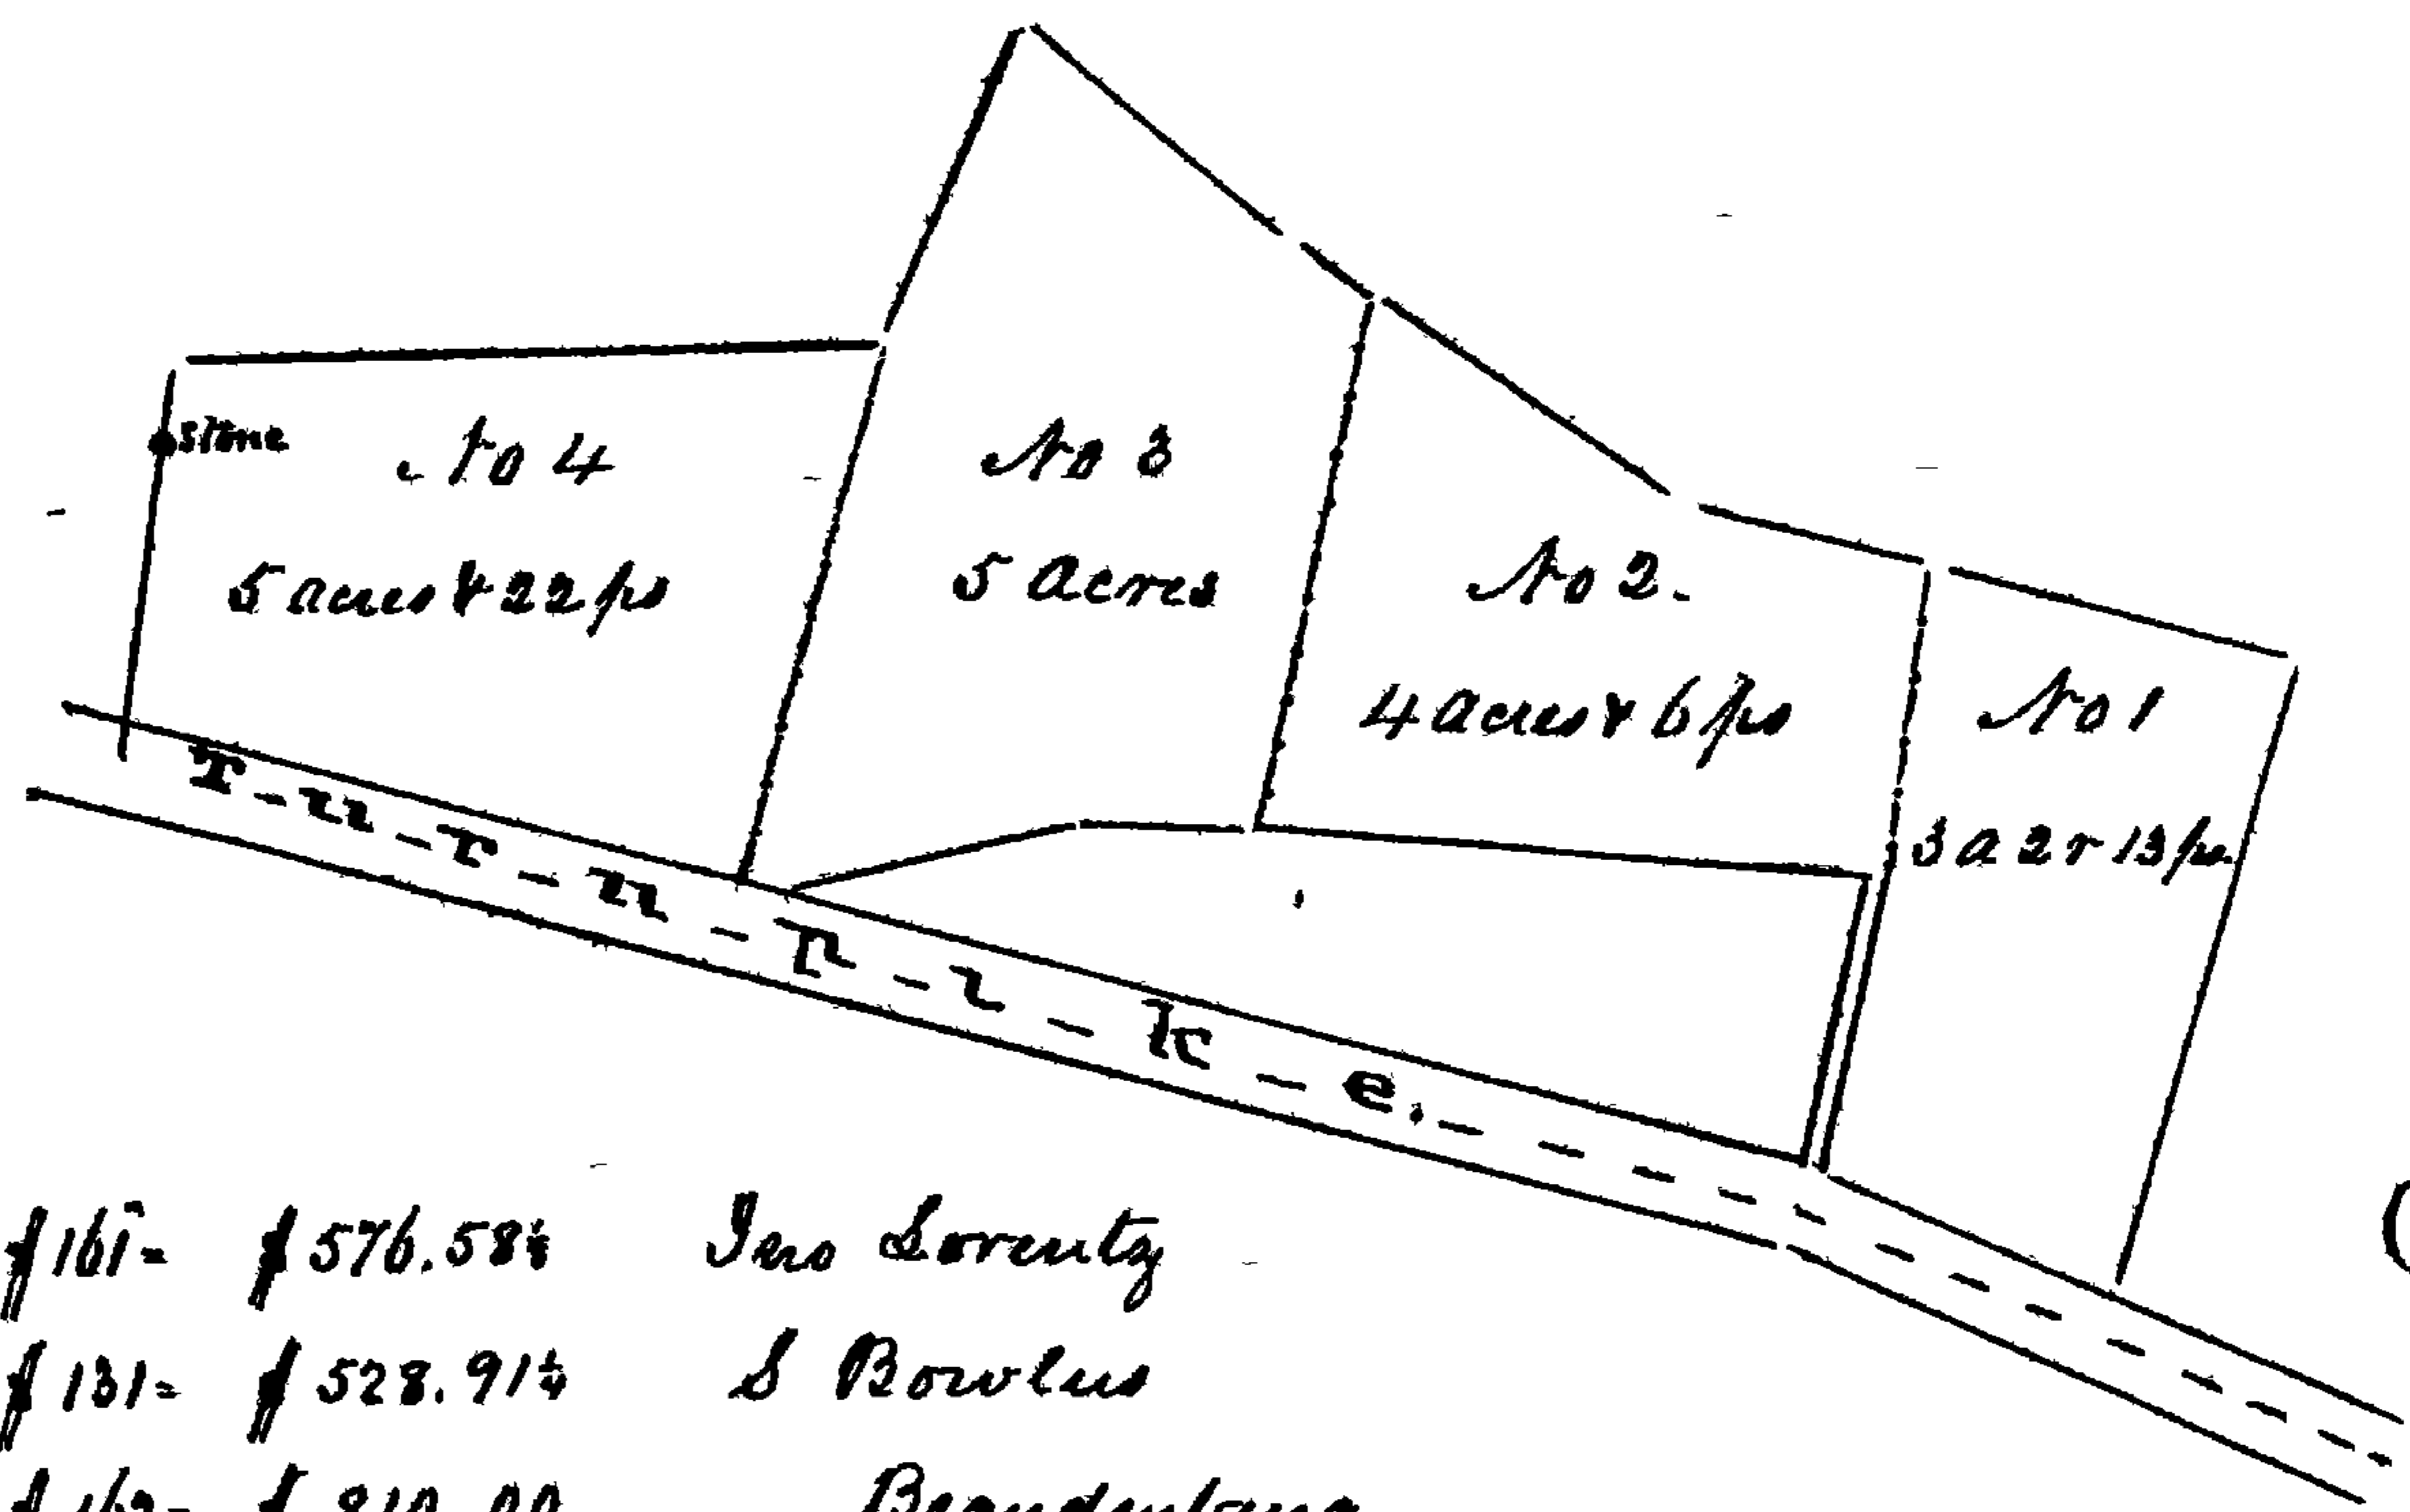 stone
No 4
5 acres & 22 ps
No 3
5 acres
No 2.
4 acres & 6 ps
No 1
3 a 2 r 13 ps.
T-u-r-n-p-i-k-e.
$161= $576.58½ Jno Lorentz
$131= $528.91¼ S Bowlus